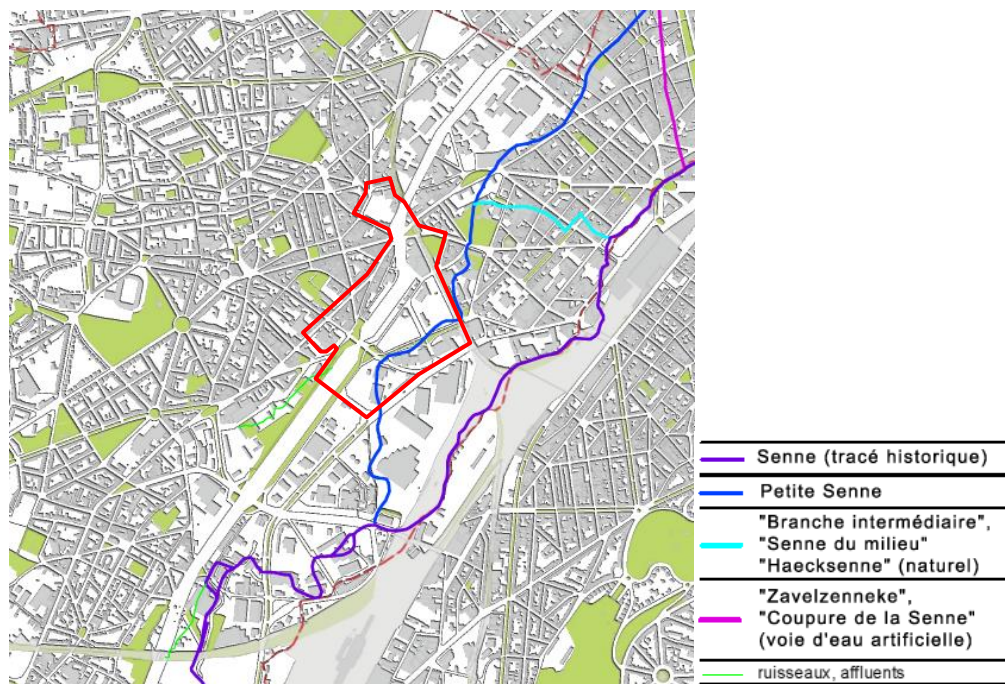 Senne (tracé historique)
Petite Senne
"Branche intermédiaire",
"Senne du milieu"
"Haecksenne" (naturel)
"Zavelzenneke",
"Coupure de la Senne"
(voie d'eau artificielle)
ruisseaux, affluents